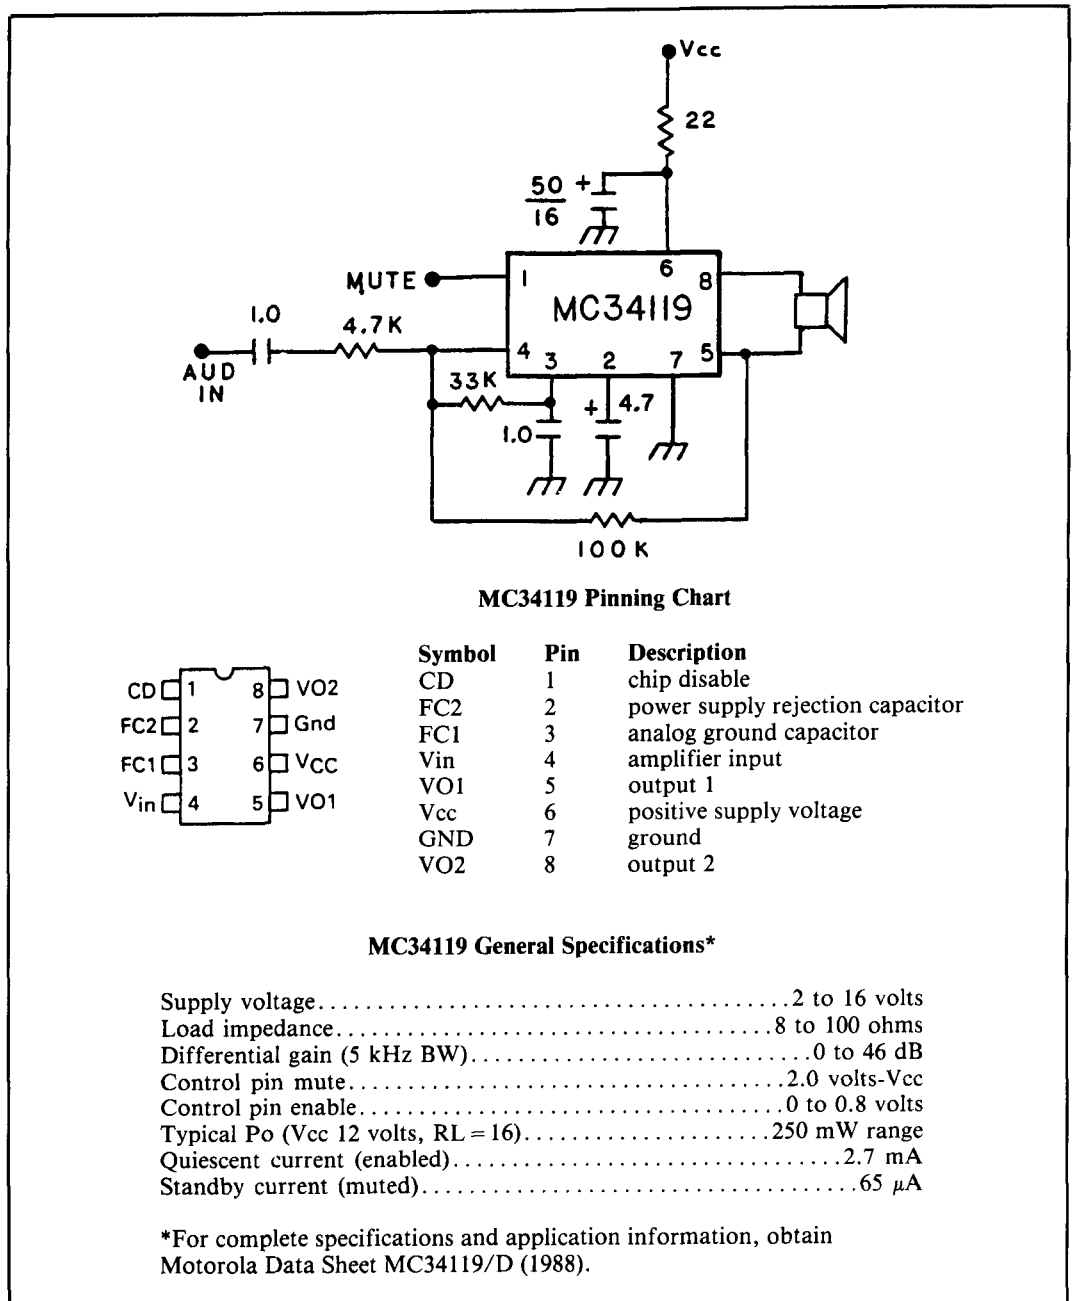 Vcc
22
50 +
16
MUTE
1
6
8
MC34119
1.0
4.7K
4
3
2
7
5
AUD
IN
33K
1.0
+
4.7
100K
MC34119 Pinning Chart
Symbol Pin Description
CD 1 chip disable
FC2 2 power supply rejection capacitor
FC1 3 analog ground capacitor
Vin 4 amplifier input
VO1 5 output 1
Vcc 6 positive supply voltage
GND 7 ground
VO2 8 output 2
CD 1 8 VO2
FC2 2 7 Gnd
FC1 3 6 VCC
Vin 4 5 VO1
MC34119 General Specifications*
Supply voltage........................................2 to 16 volts
Load impedance.....................................8 to 100 ohms
Differential gain (5 kHz BW).............................0 to 46 dB
Control pin mute.....................................2.0 volts-Vcc
Control pin enable....................................0 to 0.8 volts
Typical Po (Vcc 12 volts, RL=16).....................250 mW range
Quiescent current (enabled).................................2.7 mA
Standby current (muted).....................................65 μA
*For complete specifications and application information, obtain
Motorola Data Sheet MC34119/D (1988).